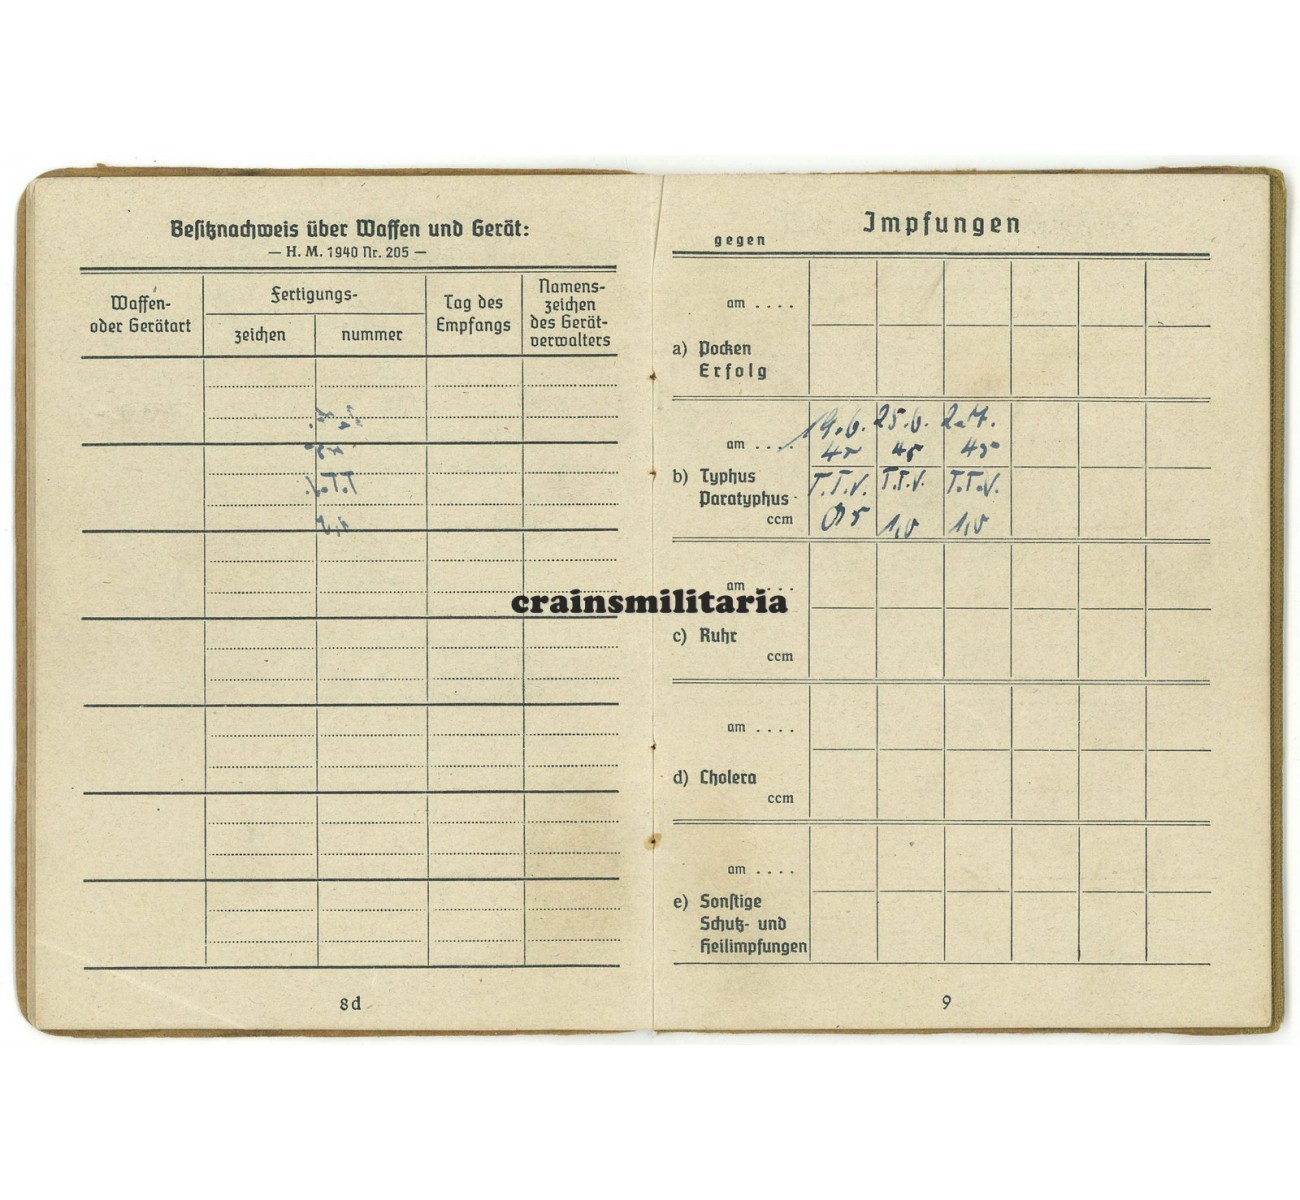 Besitznachweis über Waffen und Gerät:
— H. M. 1940 Nr. 205 —
Waffen- oder Gerätart
Fertigungs-
zeichen
nummer
Tag des Empfangs
Namens-zeichen des Gerät-verwalters
8d
Impfungen
gegen
am . . . .
a) Pocken
Erfolg
am . . . . 19.6. 25.6. 2.7.
45 45 45
b) Typhus T.T.V. T.T.V. T.T.V.
Paratyphus
ccm 05 1,0 1,0
am . . . .
crainsmilitaria
c) Ruhr
ccm
am . . . .
d) Cholera
ccm
am . . . .
e) Sonstige
Schutz- und
Heilimpfungen
9